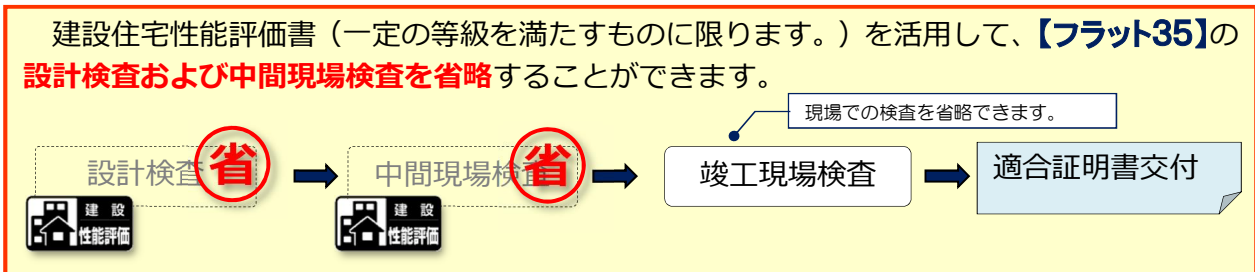 建設住宅性能評価書（一定の等級を満たすものに限ります。）を活用して、【フラット35】の
設計検査および中間現場検査を省略することができます。
現場での検査を省略できます。
設計検査
省
中間現場検査
省
竣工現場検査
適合証明書交付
建設
性能評価
建設
性能評価